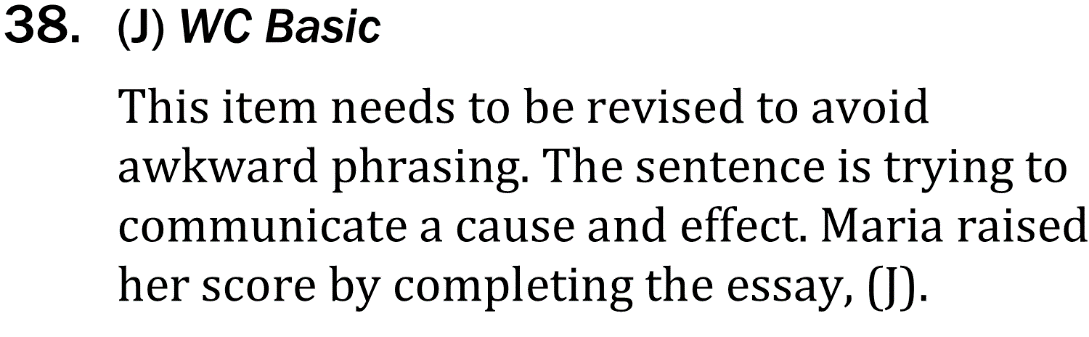 38. (J) WC Basic
This item needs to be revised to avoid
awkward phrasing. The sentence is trying to
communicate a cause and effect. Maria raised
her score by completing the essay, (J).